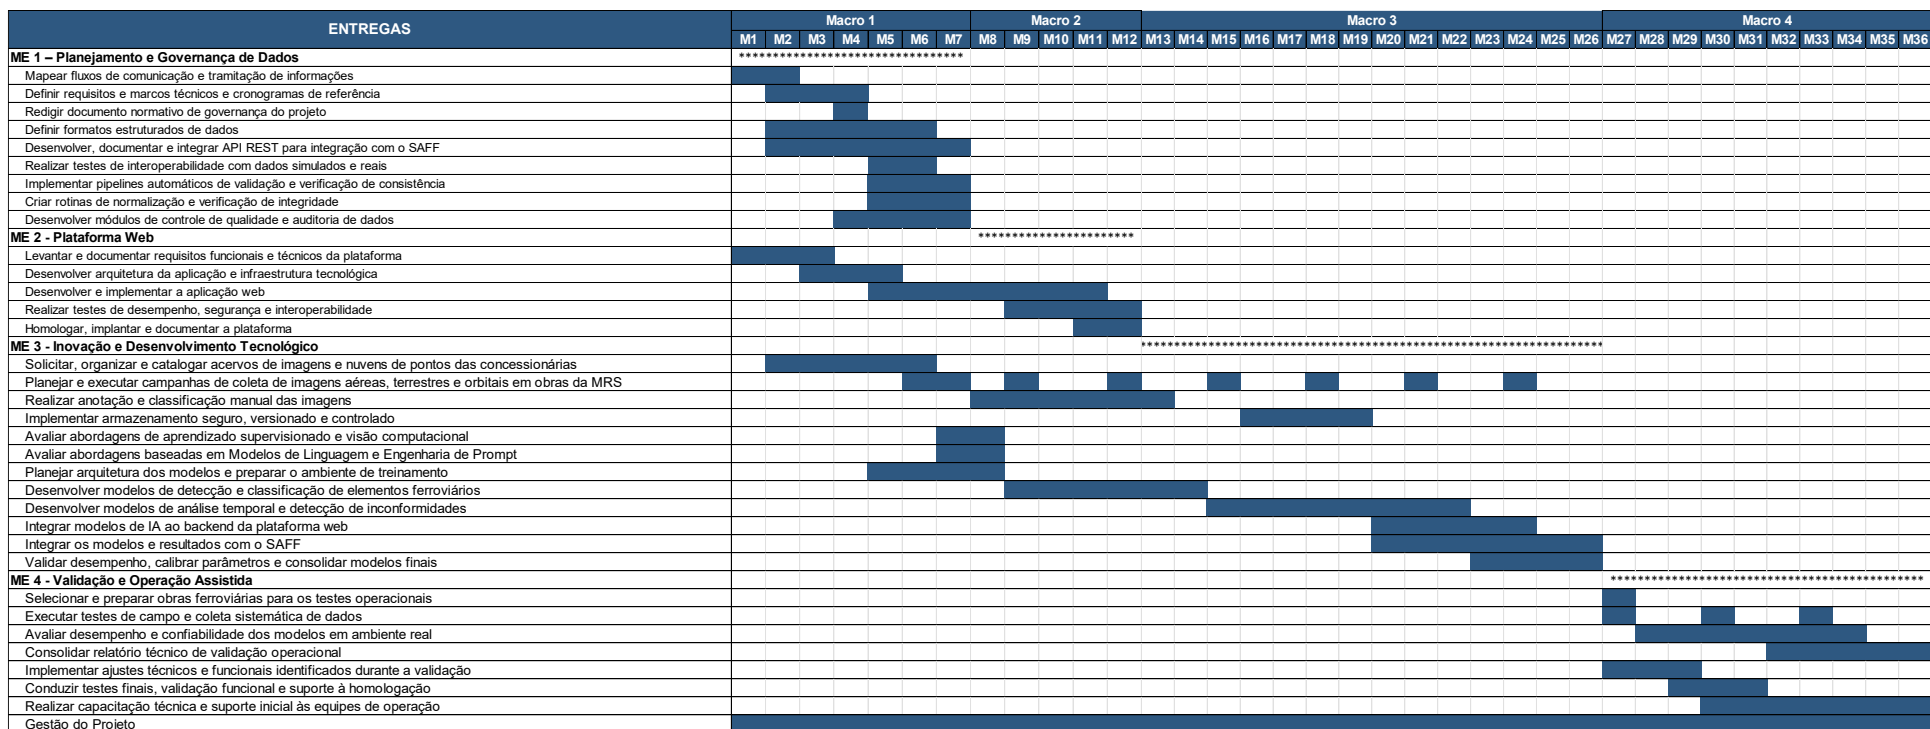 ENTREGAS
Macro 1 Macro 2 Macro 3 Macro 4
M1 M2 M3 M4 M5 M6 M7 M8 M9 M10 M11 M12 M13 M14 M15 M16 M17 M18 M19 M20 M21 M22 M23 M24 M25 M26 M27 M28 M29 M30 M31 M32 M33 M34 M35 M36
ME 1 – Planejamento e Governança de Dados
Mapear fluxos de comunicação e tramitação de informações
Definir requisitos e marcos técnicos e cronogramas de referência
Redigir documento normativo de governança do projeto
Definir formatos estruturados de dados
Desenvolver, documentar e integrar API REST para integração com o SAFF
Realizar testes de interoperabilidade com dados simulados e reais
Implementar pipelines automáticos de validação e verificação de consistência
Criar rotinas de normalização e verificação de integridade
Desenvolver módulos de controle de qualidade e auditoria de dados
ME 2 - Plataforma Web
Levantar e documentar requisitos funcionais e técnicos da plataforma
Desenvolver arquitetura da aplicação e infraestrutura tecnológica
Desenvolver e implementar a aplicação web
Realizar testes de desempenho, segurança e interoperabilidade
Homologar, implantar e documentar a plataforma
ME 3 - Inovação e Desenvolvimento Tecnológico
Solicitar, organizar e catalogar acervos de imagens e nuvens de pontos das concessionárias
Planejar e executar campanhas de coleta de imagens aéreas, terrestres e orbitais em obras da MRS
Realizar anotação e classificação manual das imagens
Implementar armazenamento seguro, versionado e controlado
Avaliar abordagens de aprendizado supervisionado e visão computacional
Avaliar abordagens baseadas em Modelos de Linguagem e Engenharia de Prompt
Planejar arquitetura dos modelos e preparar o ambiente de treinamento
Desenvolver modelos de detecção e classificação de elementos ferroviários
Desenvolver modelos de análise temporal e detecção de inconformidades
Integrar modelos de IA ao backend da plataforma web
Integrar os modelos e resultados com o SAFF
Validar desempenho, calibrar parâmetros e consolidar modelos finais
ME 4 - Validação e Operação Assistida
Selecionar e preparar obras ferroviárias para os testes operacionais
Executar testes de campo e coleta sistemática de dados
Avaliar desempenho e confiabilidade dos modelos em ambiente real
Consolidar relatório técnico de validação operacional
Implementar ajustes técnicos e funcionais identificados durante a validação
Conduzir testes finais, validação funcional e suporte à homologação
Realizar capacitação técnica e suporte inicial às equipes de operação
Gestão do Projeto